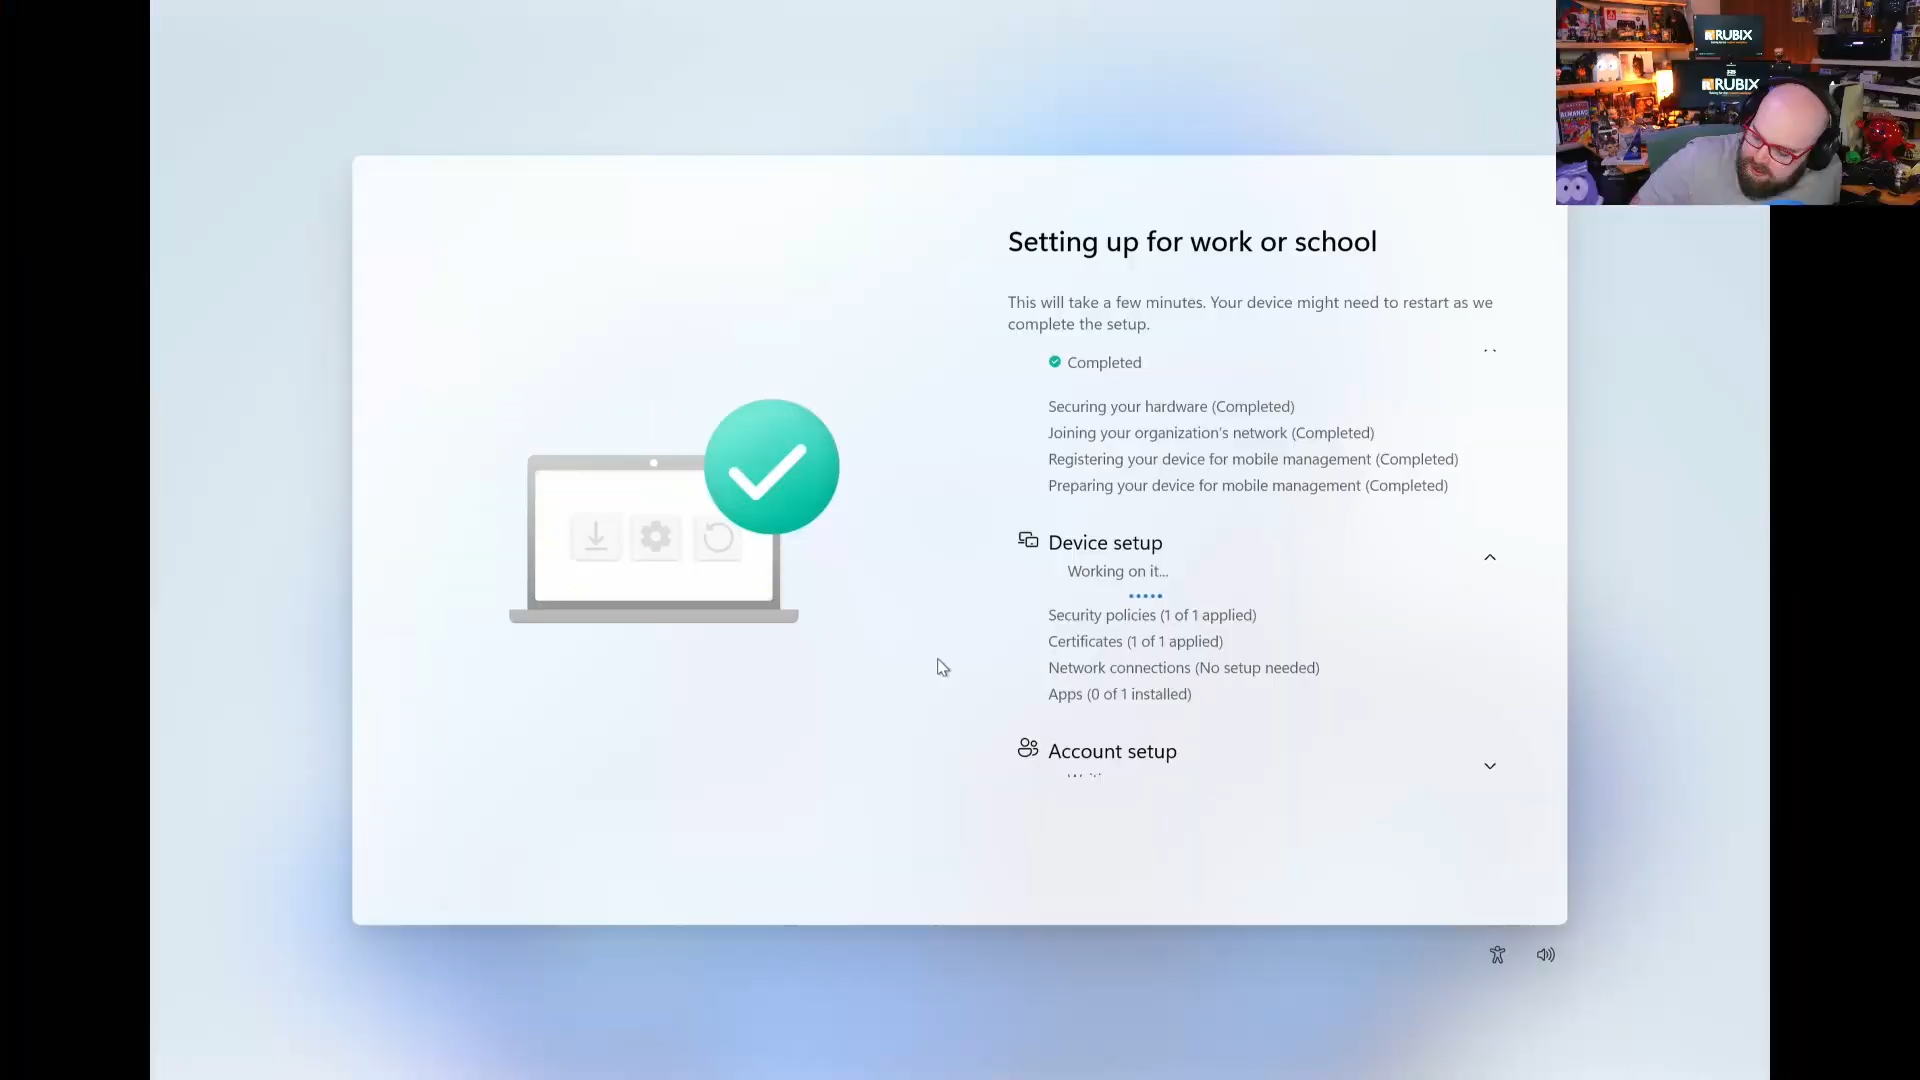 RUBIX
RUBIX
ALMANAC
Setting up for work or school
This will take a few minutes. Your device might need to restart as we
complete the setup.
Completed
Securing your hardware (Completed)
Joining your organization's network (Completed)
Registering your device for mobile management (Completed)
Preparing your device for mobile management (Completed)
Device setup
Working on it...
Security policies (1 of 1 applied)
Certificates (1 of 1 applied)
Network connections (No setup needed)
Apps (0 of 1 installed)
Account setup